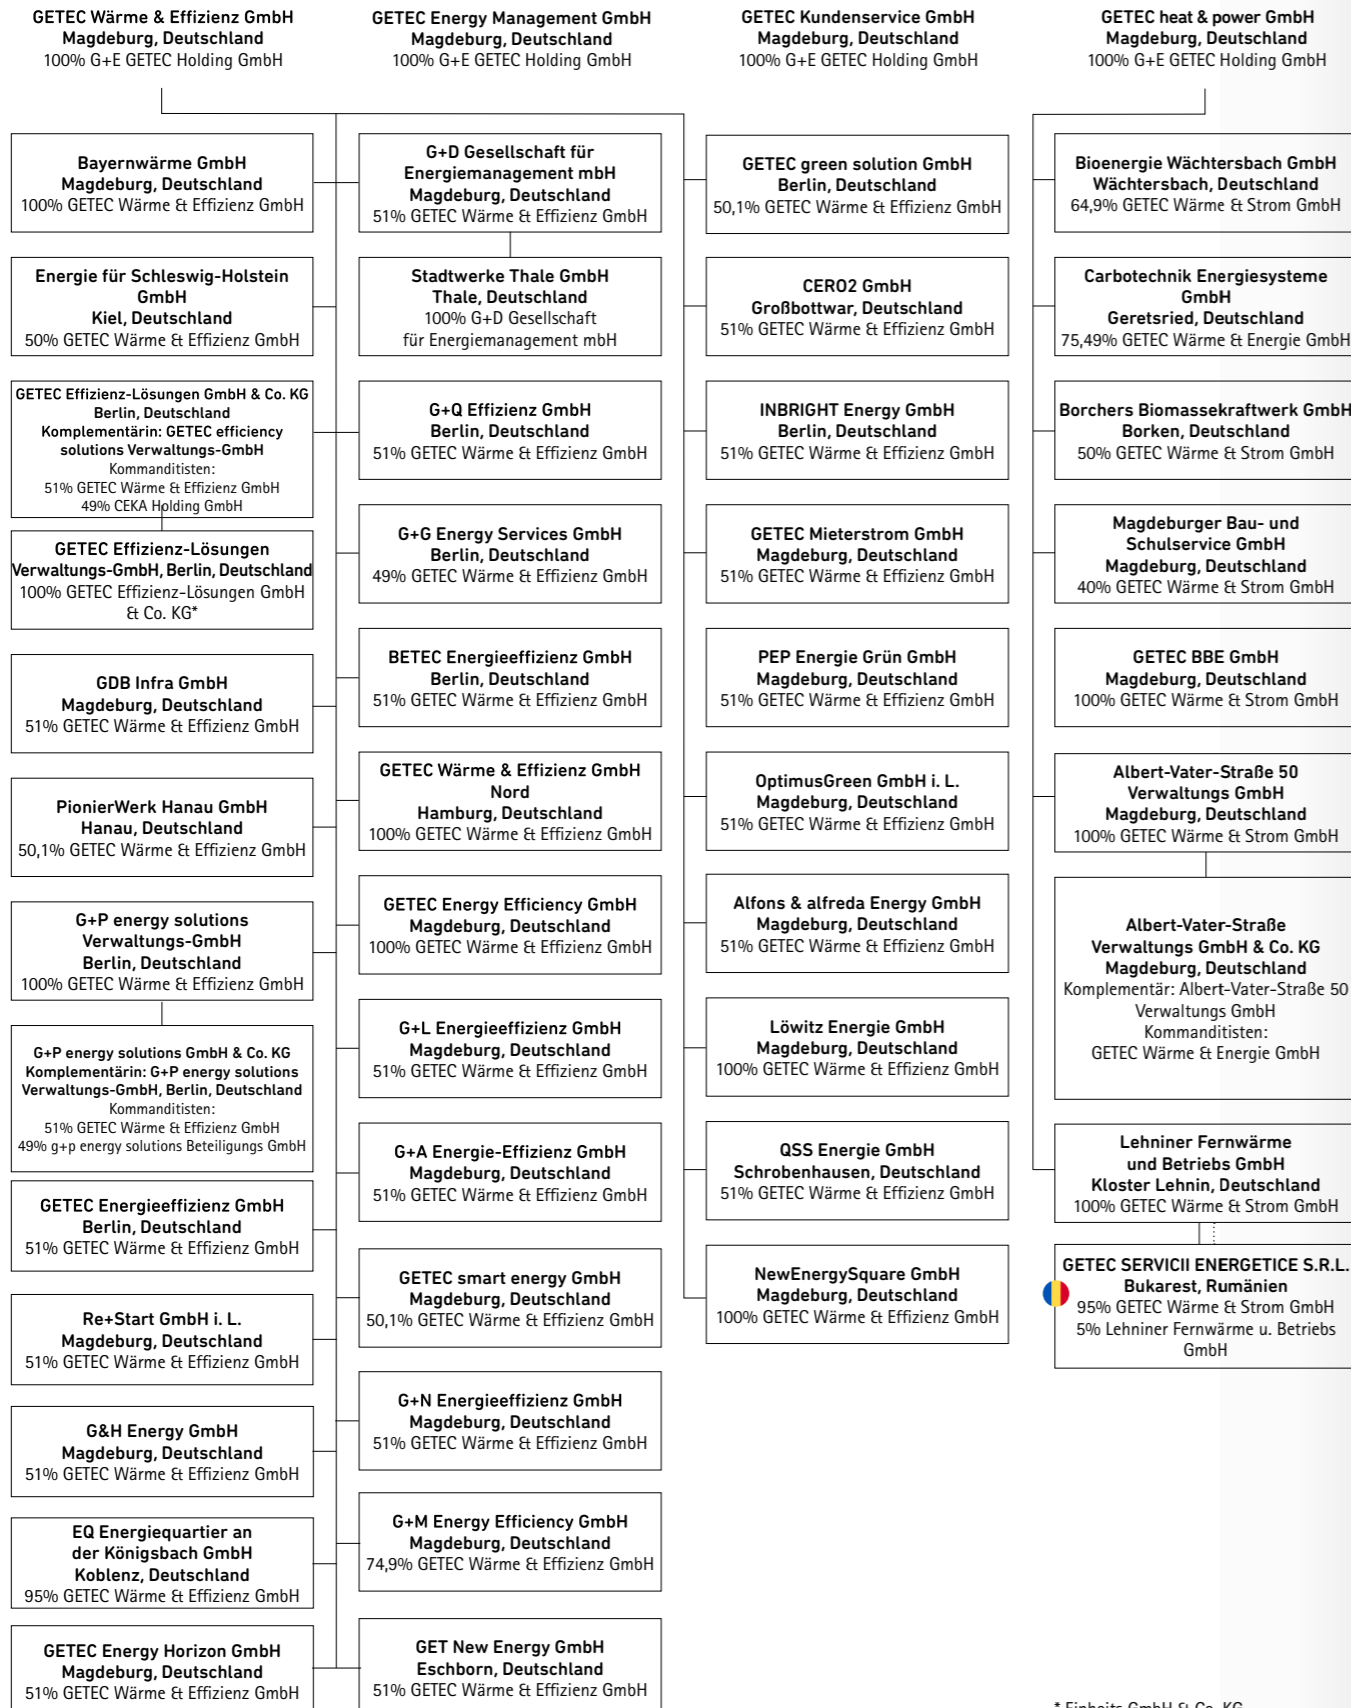 GETEC Wärme & Effizienz GmbH
Magdeburg, Deutschland
100% G+E GETEC Holding GmbH
GETEC Energy Management GmbH
Magdeburg, Deutschland
100% G+E GETEC Holding GmbH
GETEC Kundenservice GmbH
Magdeburg, Deutschland
100% G+E GETEC Holding GmbH
GETEC heat & power GmbH
Magdeburg, Deutschland
100% G+E GETEC Holding GmbH
Bayernwärme GmbH
Magdeburg, Deutschland
100% GETEC Wärme & Effizienz GmbH
Energie für Schleswig-Holstein
GmbH
Kiel, Deutschland
50% GETEC Wärme & Effizienz GmbH
GETEC Effizienz-Lösungen GmbH & Co. KG
Berlin, Deutschland
Komplementärin: GETEC efficiency
solutions Verwaltungs-GmbH
Kommanditisten:
51% GETEC Wärme & Effizienz GmbH
49% CEKA Holding GmbH
GETEC Effizienz-Lösungen
Verwaltungs-GmbH, Berlin, Deutschland
100% GETEC Effizienz-Lösungen GmbH
& Co. KG*
GDB Infra GmbH
Magdeburg, Deutschland
51% GETEC Wärme & Effizienz GmbH
PionierWerk Hanau GmbH
Hanau, Deutschland
50,1% GETEC Wärme & Effizienz GmbH
G+P energy solutions
Verwaltungs-GmbH
Berlin, Deutschland
100% GETEC Wärme & Effizienz GmbH
G+P energy solutions GmbH & Co. KG
Komplementärin: G+P energy solutions
Verwaltungs-GmbH, Berlin, Deutschland
Kommanditisten:
51% GETEC Wärme & Effizienz GmbH
49% g+p energy solutions Beteiligungs GmbH
GETEC Energieeffizienz GmbH
Berlin, Deutschland
51% GETEC Wärme & Effizienz GmbH
Re+Start GmbH i. L.
Magdeburg, Deutschland
51% GETEC Wärme & Effizienz GmbH
G&H Energy GmbH
Magdeburg, Deutschland
51% GETEC Wärme & Effizienz GmbH
EQ Energiequartier an
der Königsbach GmbH
Koblenz, Deutschland
95% GETEC Wärme & Effizienz GmbH
GETEC Energy Horizon GmbH
Magdeburg, Deutschland
51% GETEC Wärme & Effizienz GmbH
G+D Gesellschaft für
Energiemanagement mbH
Magdeburg, Deutschland
51% GETEC Wärme & Effizienz GmbH
Stadtwerke Thale GmbH
Thale, Deutschland
100% G+D Gesellschaft
für Energiemanagement mbH
G+Q Effizienz GmbH
Berlin, Deutschland
51% GETEC Wärme & Effizienz GmbH
G+G Energy Services GmbH
Berlin, Deutschland
49% GETEC Wärme & Effizienz GmbH
BETEC Energieeffizienz GmbH
Berlin, Deutschland
51% GETEC Wärme & Effizienz GmbH
GETEC Wärme & Effizienz GmbH
Nord
Hamburg, Deutschland
100% GETEC Wärme & Effizienz GmbH
GETEC Energy Efficiency GmbH
Magdeburg, Deutschland
100% GETEC Wärme & Effizienz GmbH
G+L Energieeffizienz GmbH
Magdeburg, Deutschland
51% GETEC Wärme & Effizienz GmbH
G+A Energie-Effizienz GmbH
Magdeburg, Deutschland
51% GETEC Wärme & Effizienz GmbH
GETEC smart energy GmbH
Magdeburg, Deutschland
50,1% GETEC Wärme & Effizienz GmbH
G+N Energieeffizienz GmbH
Magdeburg, Deutschland
51% GETEC Wärme & Effizienz GmbH
G+M Energy Efficiency GmbH
Magdeburg, Deutschland
74,9% GETEC Wärme & Effizienz GmbH
GET New Energy GmbH
Eschborn, Deutschland
51% GETEC Wärme & Effizienz GmbH
GETEC green solution GmbH
Berlin, Deutschland
50,1% GETEC Wärme & Effizienz GmbH
CERO2 GmbH
Großbottwar, Deutschland
51% GETEC Wärme & Effizienz GmbH
INBRIGHT Energy GmbH
Berlin, Deutschland
51% GETEC Wärme & Effizienz GmbH
GETEC Mieterstrom GmbH
Magdeburg, Deutschland
51% GETEC Wärme & Effizienz GmbH
PEP Energie Grün GmbH
Magdeburg, Deutschland
51% GETEC Wärme & Effizienz GmbH
OptimusGreen GmbH i. L.
Magdeburg, Deutschland
51% GETEC Wärme & Effizienz GmbH
Alfons & alfreda Energy GmbH
Magdeburg, Deutschland
51% GETEC Wärme & Effizienz GmbH
Löwitz Energie GmbH
Magdeburg, Deutschland
100% GETEC Wärme & Effizienz GmbH
QSS Energie GmbH
Schrobenhausen, Deutschland
51% GETEC Wärme & Effizienz GmbH
NewEnergySquare GmbH
Magdeburg, Deutschland
100% GETEC Wärme & Effizienz GmbH
Bioenergie Wächtersbach GmbH
Wächtersbach, Deutschland
64,9% GETEC Wärme & Strom GmbH
Carbotechnik Energiesysteme
GmbH
Geretsried, Deutschland
75,49% GETEC Wärme & Energie GmbH
Borchers Biomassekraftwerk GmbH
Borken, Deutschland
50% GETEC Wärme & Strom GmbH
Magdeburger Bau- und
Schulservice GmbH
Magdeburg, Deutschland
40% GETEC Wärme & Strom GmbH
GETEC BBE GmbH
Magdeburg, Deutschland
100% GETEC Wärme & Strom GmbH
Albert-Vater-Straße 50
Verwaltungs GmbH
Magdeburg, Deutschland
100% GETEC Wärme & Strom GmbH
Albert-Vater-Straße
Verwaltungs GmbH & Co. KG
Magdeburg, Deutschland
Komplementär: Albert-Vater-Straße 50
Verwaltungs GmbH
Kommanditisten:
GETEC Wärme & Energie GmbH
Lehniner Fernwärme
und Betriebs GmbH
Kloster Lehnin, Deutschland
100% GETEC Wärme & Strom GmbH
GETEC SERVICII ENERGETICE S.R.L.
Bukarest, Rumänien
95% GETEC Wärme & Strom GmbH
5% Lehniner Fernwärme u. Betriebs
GmbH
* Einheits GmbH & Co. KG